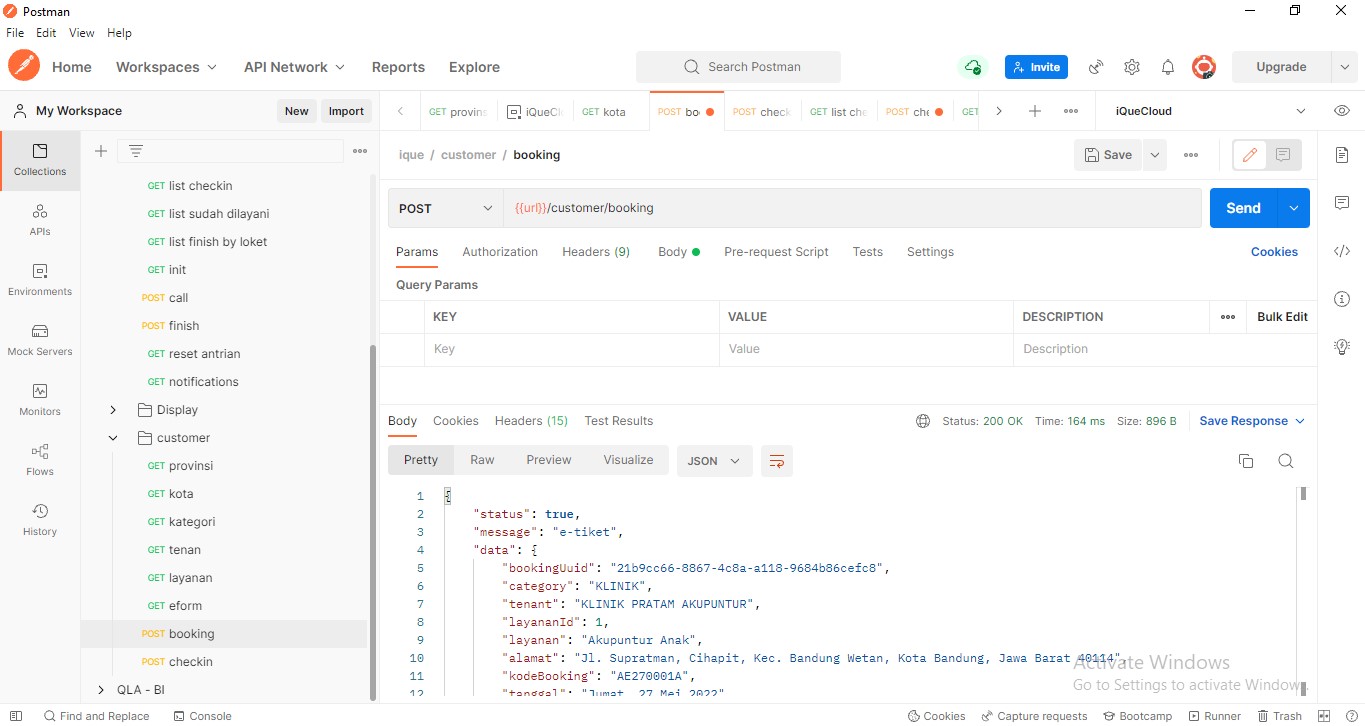 Postman
File Edit View Help
Home Workspaces API Network Reports Explore Search Postman Invite Upgrade
My Workspace New Import GET provins iQueCl GET kota POST bo POST check GET list che POST che GET iQueCloud
Collections
APIs
Environments
Mock Servers
Monitors
Flows
History
GET list checkin
GET list sudah dilayani
GET list finish by loket
GET init
POST call
POST finish
GET reset antrian
GET notifications
Display
customer
GET provinsi
GET kota
GET kategori
GET tenan
GET layanan
GET eform
POST booking
POST checkin
QLA - BI
ique / customer / booking Save
POST {{url}}/customer/booking Send
Params Authorization Headers (9) Body Pre-request Script Tests Settings Cookies
Query Params
KEY VALUE DESCRIPTION Bulk Edit
Key Value Description
Body Cookies Headers (15) Test Results Status: 200 OK Time: 164 ms Size: 896 B Save Response
Pretty Raw Preview Visualize JSON
1 {
2 "status": true,
3 "message": "e-tiket",
4 "data": {
5 "bookingUuid": "21b9cc66-8867-4c8a-a118-9684b86cefc8",
6 "category": "KLINIK",
7 "tenant": "KLINIK PRATAM AKUPUNTUR",
8 "layananId": 1,
9 "layanan": "Akupuntur Anak",
10 "alamat": "Jl. Supratman, Cihapit, Kec. Bandung Wetan, Kota Bandung, Jawa Barat 40114",
11 "kodeBooking": "AE270001A",
12 "tanggal": "Jumat, 27 Mei 2022"
Activate Windows
Go to Settings to activate Windows.
Find and Replace Console Cookies Capture requests Bootcamp Runner Trash